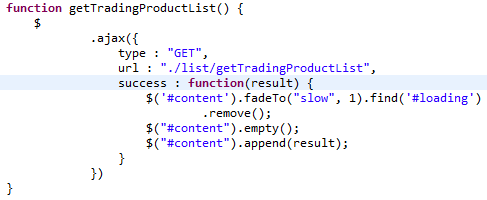 function getTradingProductList() {
    $
            .ajax({
                type : "GET",
                url : "./list/getTradingProductList",
                success : function(result) {
                    $('#content').fadeTo("slow", 1).find('#loading')
                            .remove();
                    $("#content").empty();
                    $("#content").append(result);
                }
            })
}